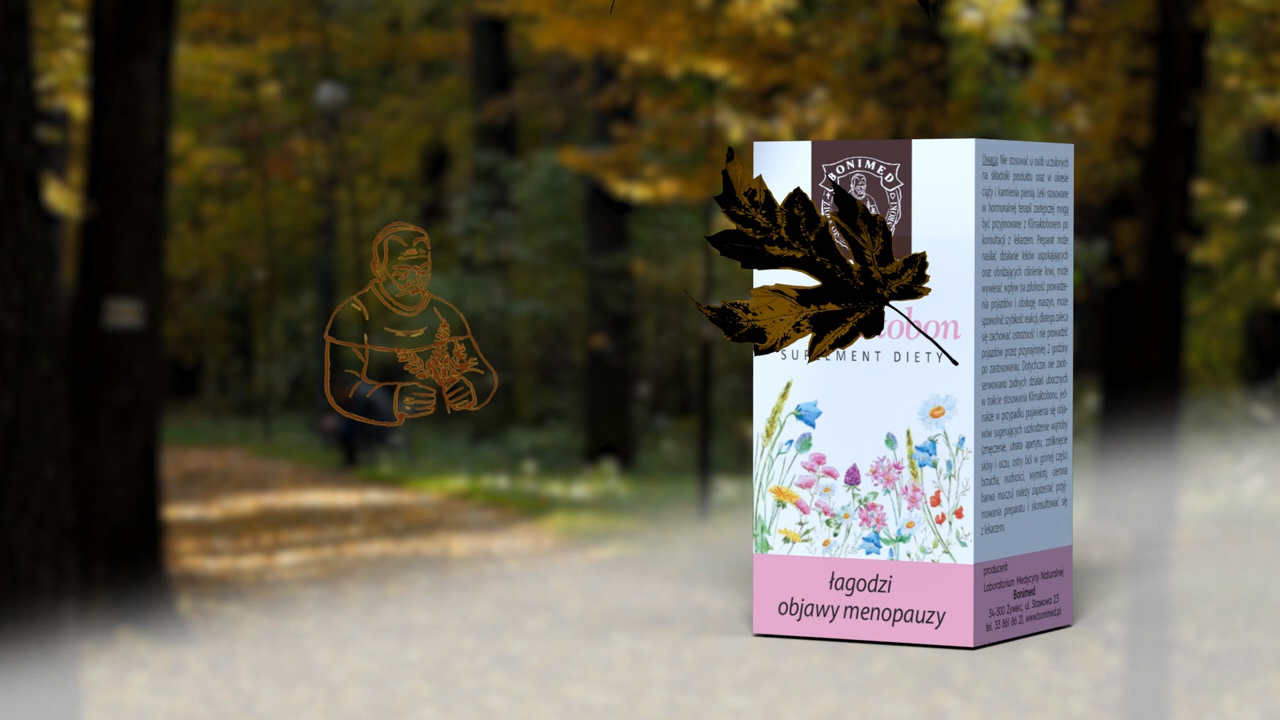 BONIMED
SUPLEMENT DIETY
łagodzi
objawy menopauzy
Uwaga: Nie stosować u osób uczulonych
na składniki produktu oraz w okresie
ciąży i karmienia piersią. Leki stosowane
w hormonalnej terapii zastępczej mogą
być przyjmowane z Klimaktobonem po
konsultacji z lekarzem. Preparat może
nasilać działanie leków uspokajających
oraz obniżających ciśnienie krwi, może
wywierać wpływ na zdolność prowadze-
nia pojazdów i obsługę maszyn, może
spowolnić szybkość reakcji, dlatego zaleca
się zachować ostrożność i nie prowadzić
pojazdów przez przynajmniej 2 godziny
po zastosowaniu. Dotychczas nie zaob-
serwowano żadnych działań ubocznych
w trakcie stosowania Klimaktobonu, jed-
nakże w przypadku pojawienia się obja-
wów sugerujących uszkodzenie wątroby
(zmęczenie, utrata apetytu, zżółknięcie
skóry i oczu, ostry ból w górnej części
brzucha, nudności, wymioty, ciemna
barwa moczu) należy zaprzestać przyj-
mowania preparatu i skonsultować się
z lekarzem.
producent:
Laboratorium Medycyny Naturalnej
Bonimed
34-300 Żywiec, ul. Stawowa 23
tel. 33 861 86 21, www.bonimed.pl